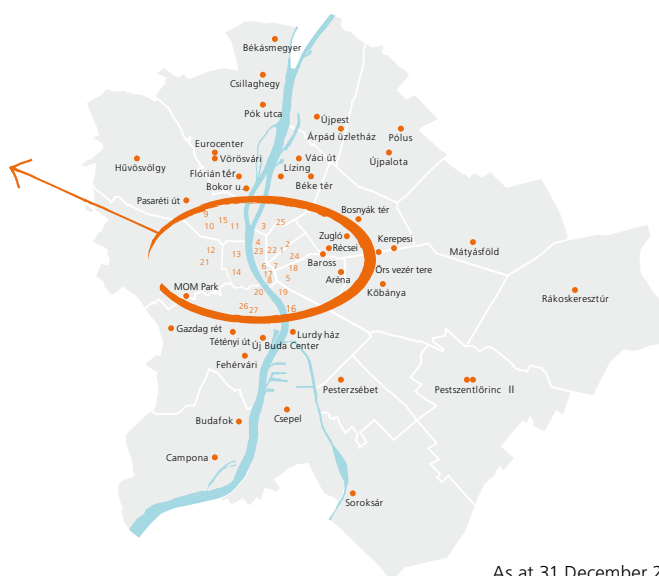 Békásmegyer
Csillaghegy
Pók utca
Újpest
Árpád üzletház
Pólus
Eurocenter
Vörösvári
Váci út
Újpalota
Hűvösvölgy
Flórián tér
Lízing
Bokor u.
Béke tér
Pasaréti út
Bosnyák tér
9
15
25
10
11
3
Zugló
Kerepesi
4
2
Récsei
Mátyásföld
12
13
23
22
1
24
Baross
21
6
7
18
Örs vezér tere
14
17
5
Aréna
8
MOM Park
Kőbánya
20
19
Rákoskeresztúr
26
27
16
Gazdag rét
Tétényi út
Új Buda Center
Lurdy ház
Fehérvári
Pesterzsébet
Pestszentlőrinc II
Budafok
Csepel
Campona
Soroksár
As at 31 December 2